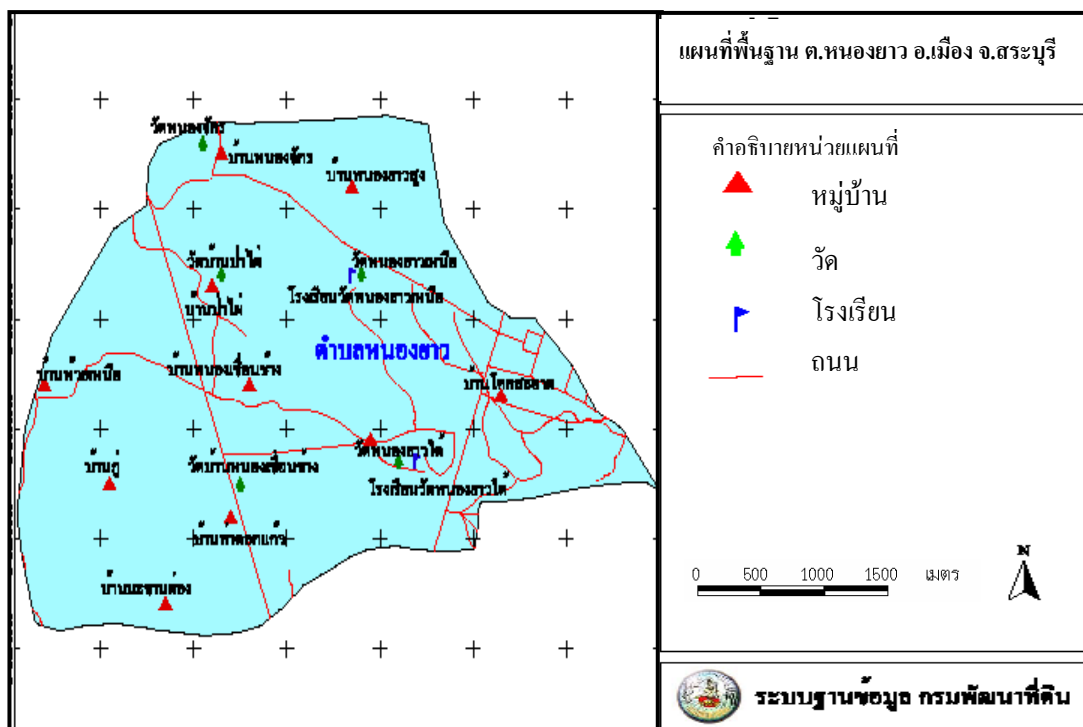 แผนที่พื้นฐาน ต.หนองยาว อ.เมือง จ.สระบุรี
วัดหนองจักร
บ้านหนองจักร
บ้านหนองยาวสูง
วัดบ้านป่าไผ่
บ้านป่าไผ่
วัดหนองยาวเหนือ
โรงเรียนวัดหนองยาวเหนือ
ตำบลหนองยาว
บ้านห้วยเหนือ
บ้านหนองเขื่อนช้าง
บ้านโคกสะอาด
วัดหนองยาวใต้
โรงเรียนวัดหนองยาวใต้
บ้านกู่
วัดบ้านหนองเขื่อนช้าง
คำอธิบายหน่วยแผนที่
หมู่บ้าน
วัด
โรงเรียน
ถนน
0 500 1000 1500 เมตร
N
ระบบฐานข้อมูล กรมพัฒนาที่ดิน